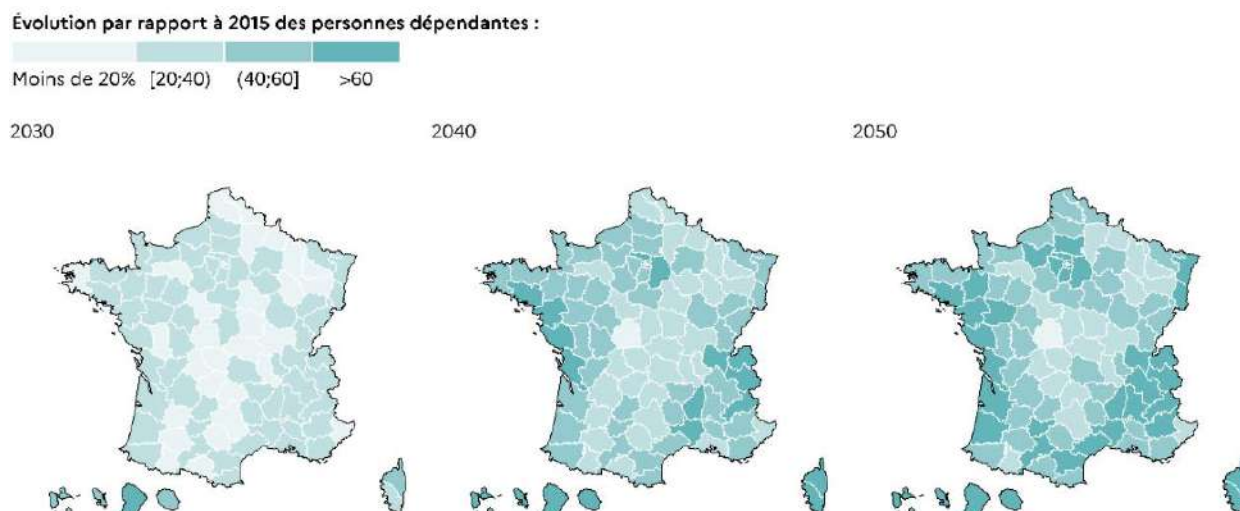 Évolution par rapport à 2015 des personnes dépendantes :
Moins de 20% [20;40) (40;60] >60
2030 2040 2050